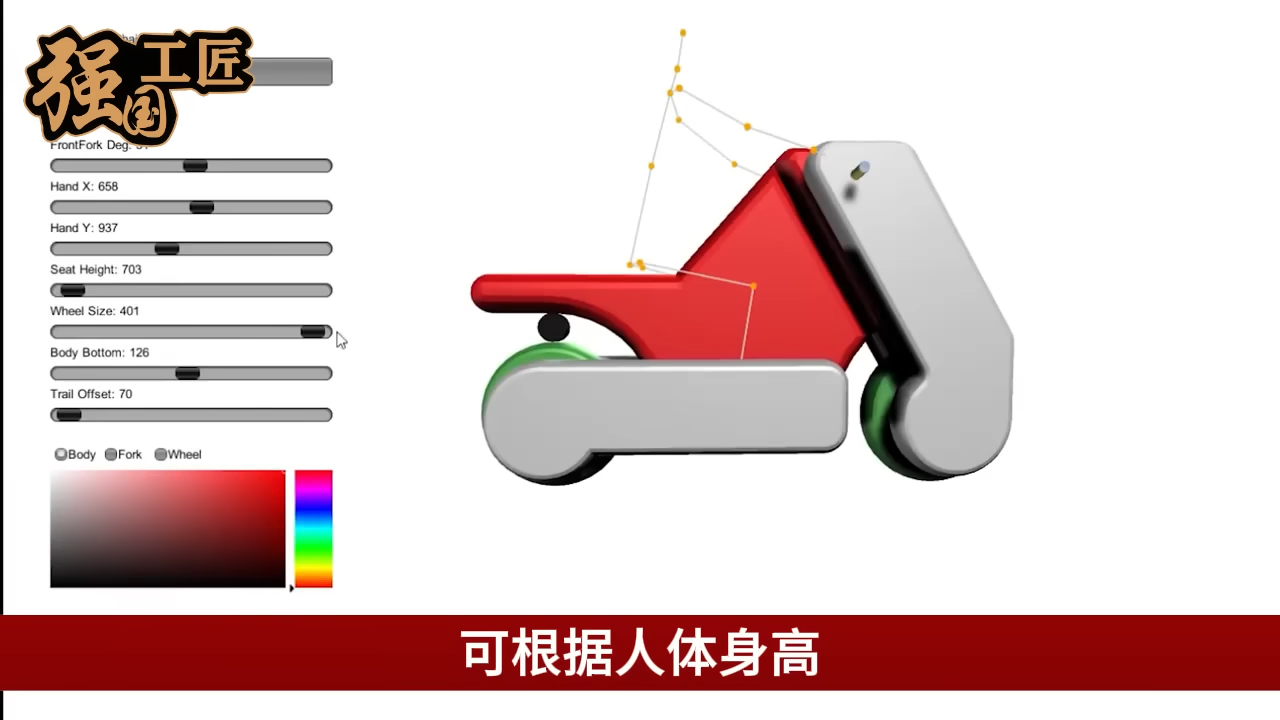 强国工匠
FrontFork Deg:
Hand X: 658
Hand Y: 937
Seat Height: 703
Wheel Size: 401
Body Bottom: 126
Trail Offset: 70
Body Fork Wheel
可根据人体身高